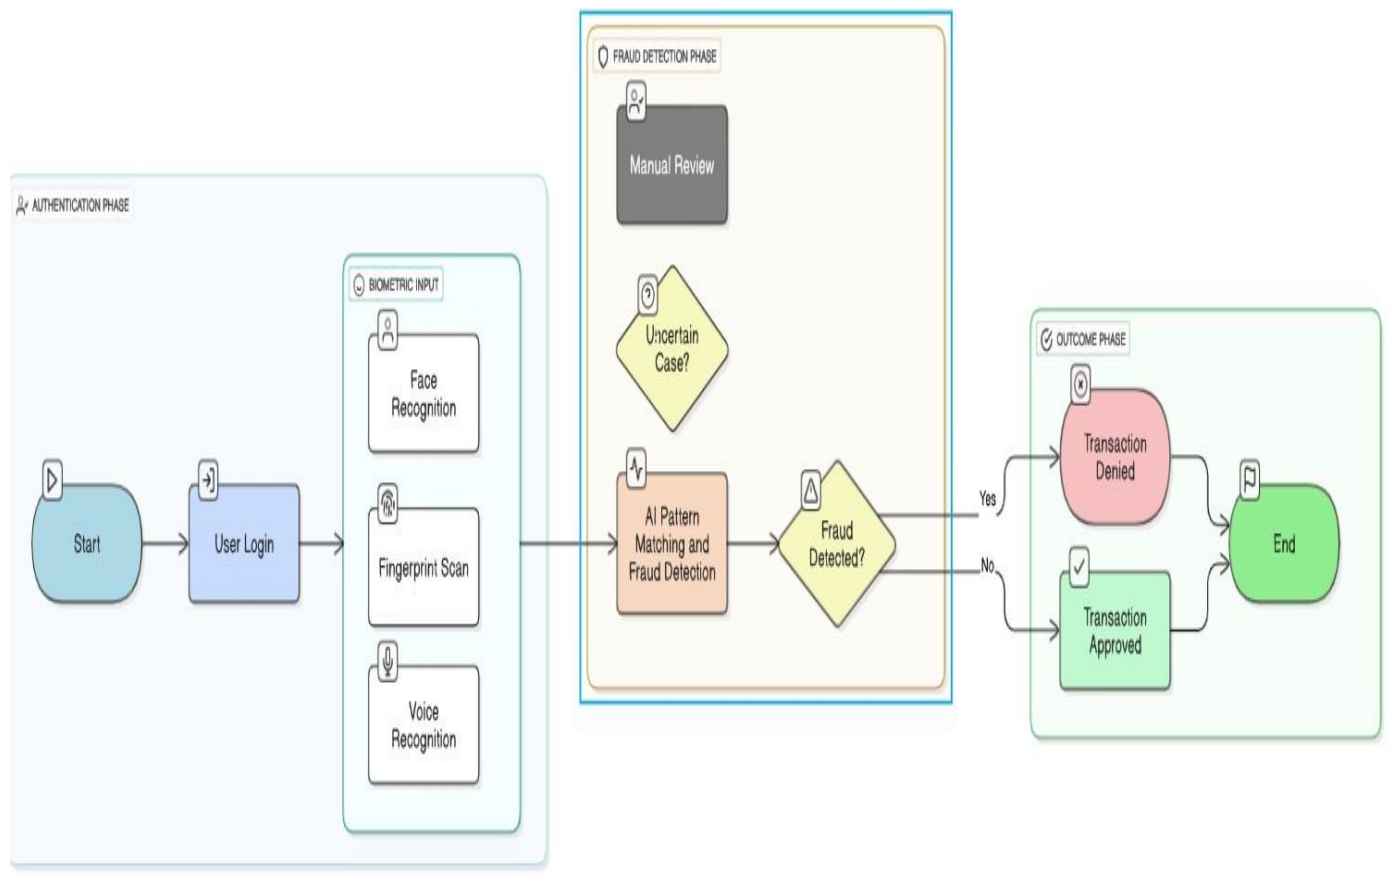 AUTHENTICATION PHASE
Start
User Login
BIOMETRIC INPUT
Face
Recognition
Fingerprint Scan
Voice
Recognition
FRAUD DETECTION PHASE
Manual Review
Uncertain
Case?
AI Pattern
Matching and
Fraud Detection
Fraud
Detected?
Yes
No
OUTCOME PHASE
Transaction
Denied
Transaction
Approved
End